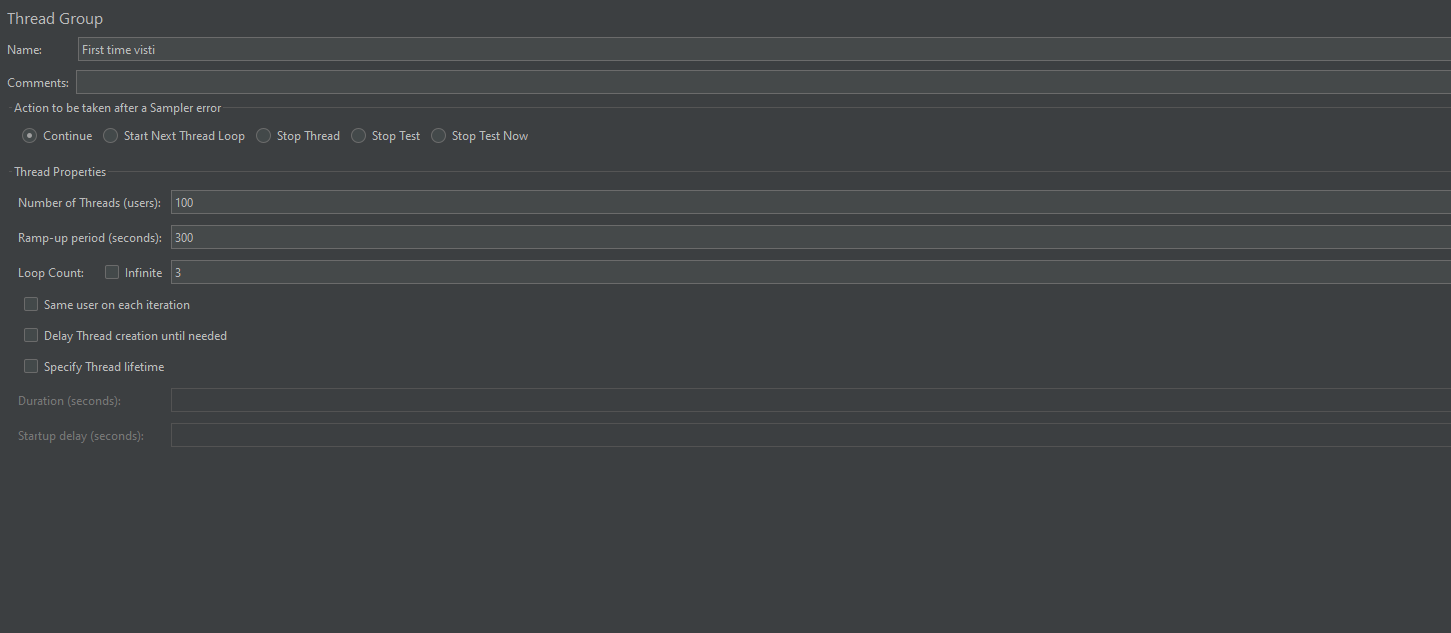 Thread Group
Name: First time visti
Comments:
Action to be taken after a Sampler error
Continue Start Next Thread Loop Stop Thread Stop Test Stop Test Now
Thread Properties
Number of Threads (users): 100
Ramp-up period (seconds): 300
Loop Count: Infinite 3
Same user on each iteration
Delay Thread creation until needed
Specify Thread lifetime
Duration (seconds):
Startup delay (seconds):